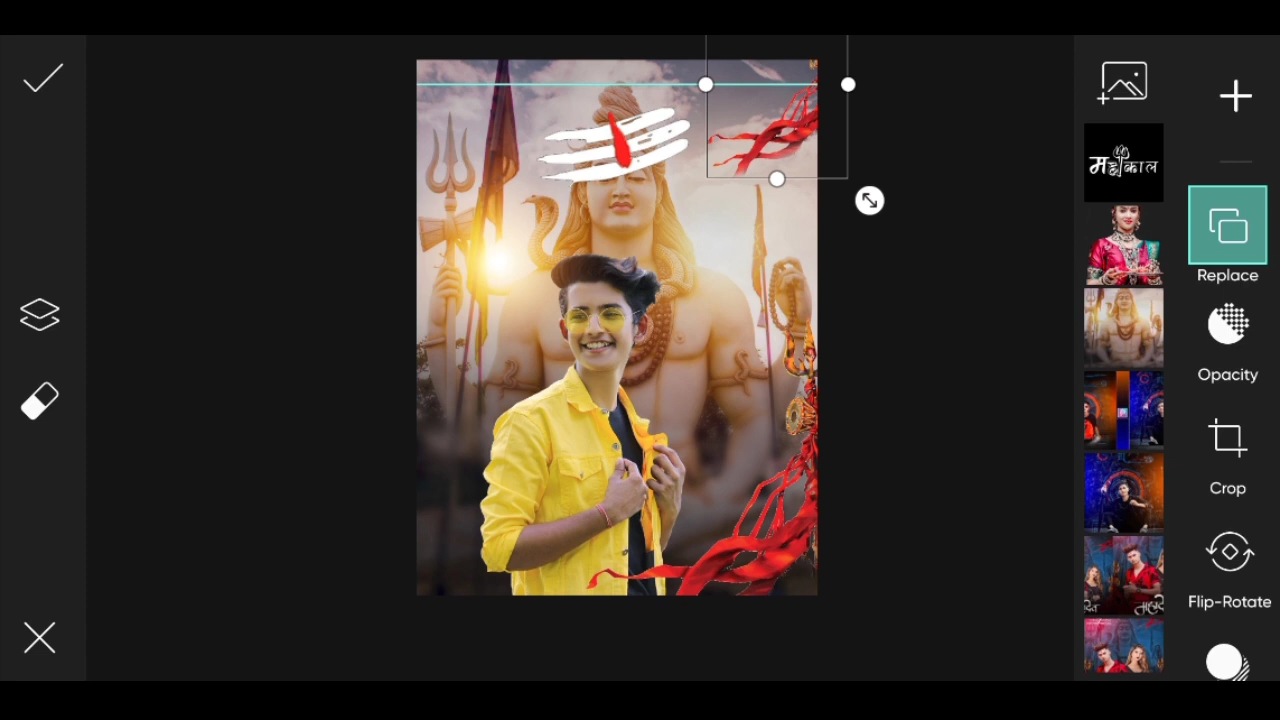 महाकाल
Replace
Opacity
Crop
Flip-Rotate